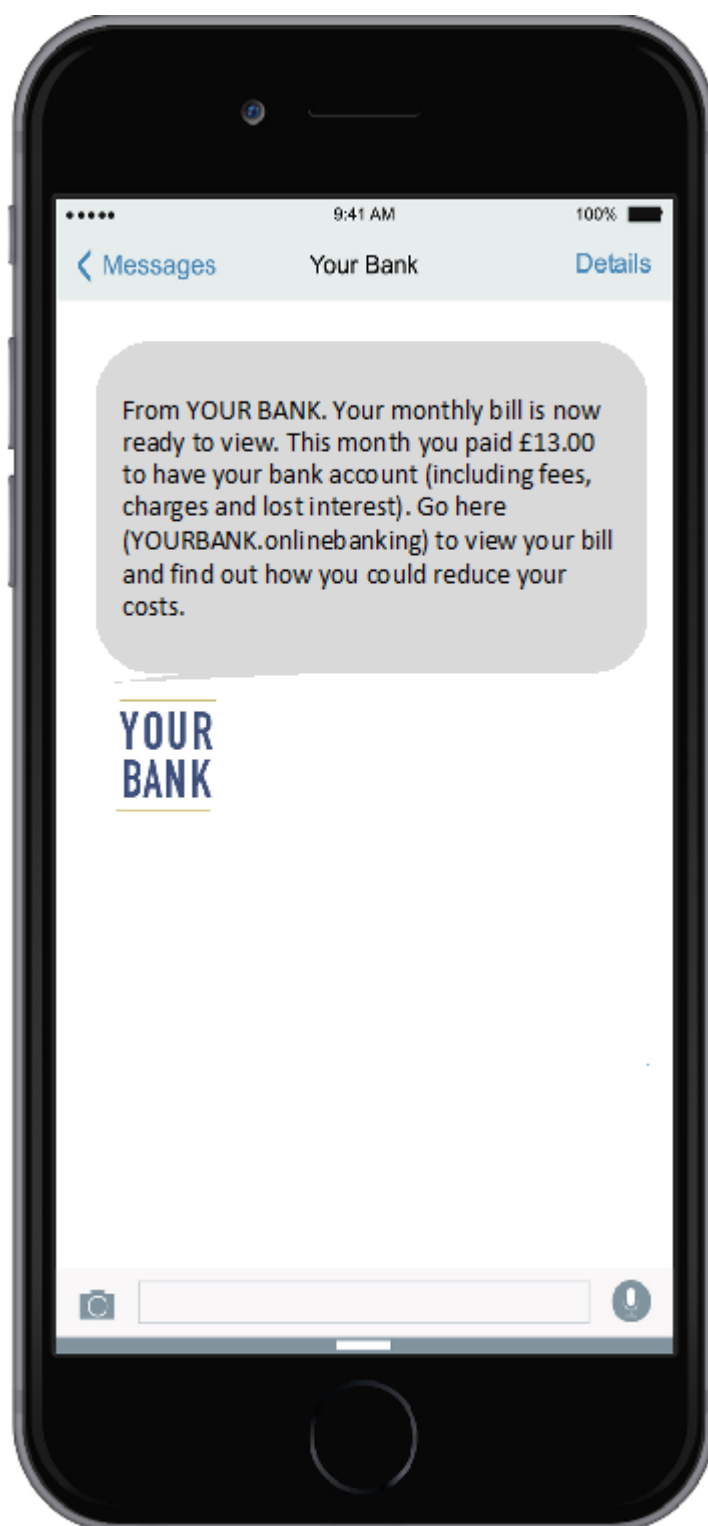 9:41 AM 100%
Messages Your Bank Details
From YOUR BANK. Your monthly bill is now
ready to view. This month you paid £13.00
to have your bank account (including fees,
charges and lost interest). Go here
(YOURBANK.onlinebanking) to view your bill
and find out how you could reduce your
costs.
YOUR
BANK